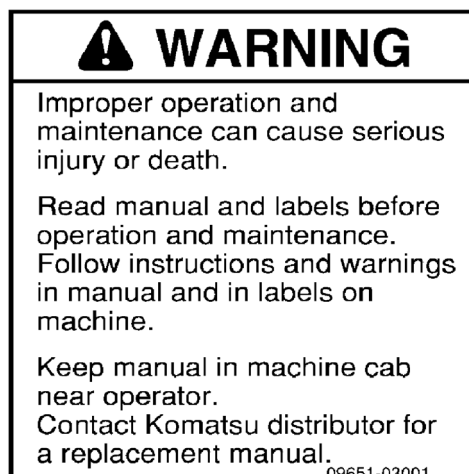 WARNING
Improper operation and
maintenance can cause serious
injury or death.
Read manual and labels before
operation and maintenance.
Follow instructions and warnings
in manual and in labels on
machine.
Keep manual in machine cab
near operator.
Contact Komatsu distributor for
a replacement manual.
09651-03001